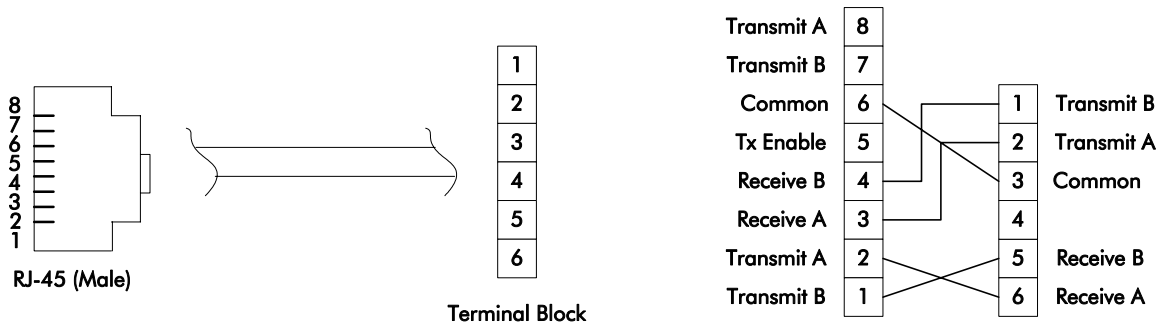 8
7
6
5
4
3
2
1
RJ-45 (Male)
1
2
3
4
5
6
Terminal Block
Transmit A 8
Transmit B 7
Common 6
Tx Enable 5
Receive B 4
Receive A 3
Transmit A 2
Transmit B 1
1 Transmit B
2 Transmit A
3 Common
4
5 Receive B
6 Receive A